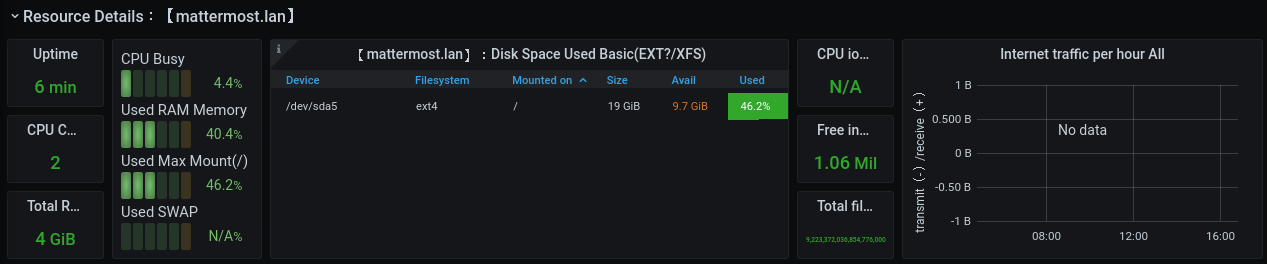 Resource Details： 【mattermost.lan】
Uptime
6 min
CPU C...
2
Total R...
4 GiB
CPU Busy
4.4%
Used RAM Memory
40.4%
Used Max Mount(/)
46.2%
Used SWAP
N/A%
i
【mattermost.lan】：Disk Space Used Basic(EXT?/XFS)
Device Filesystem Mounted on Size Avail Used
/dev/sda5 ext4 / 19 GiB 9.7 GiB 46.2%
CPU io...
N/A
Free in...
1.06 Mil
Total fil...
9,223,372,036,854,776,000
Internet traffic per hour All
transmit（-）/receive（+）
1 B
0.500 B
0 B
-0.50 B
-1 B
No data
08:00 12:00 16:00